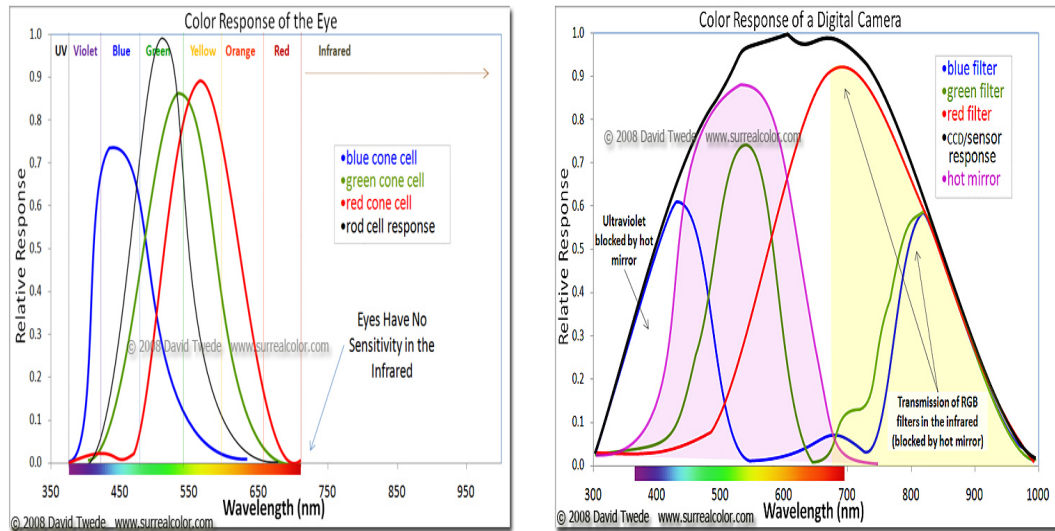 Color Response of the Eye
UV Violet Blue Green Yellow Orange Red Infrared
1.0
0.9
0.8
0.7
0.6
0.5
0.4
0.3
0.2
0.1
0.0
Relative Response
•blue cone cell
•green cone cell
•red cone cell
•rod cell response
© 2008 David Twede www.surrealcolor.com
Eyes Have No
Sensitivity in the
Infrared
350 450 550 650 750 850 950
Wavelength (nm)
© 2008 David Twede www.surrealcolor.com
Color Response of a Digital Camera
1.0
0.9
0.8
0.7
0.6
0.5
0.4
0.3
0.2
0.1
0.0
Relative Response
•blue filter
•green filter
•red filter
•CCD/sensor
response
•hot mirror
© 2008 David Twede www.surrealcolor.com
Ultraviolet
blocked by hot
mirror
Transmission of RGB
filters in the infrared
(blocked by hot mirror)
300 400 500 600 700 800 900 1000
Wavelength (nm)
© 2008 David Twede www.surrealcolor.com